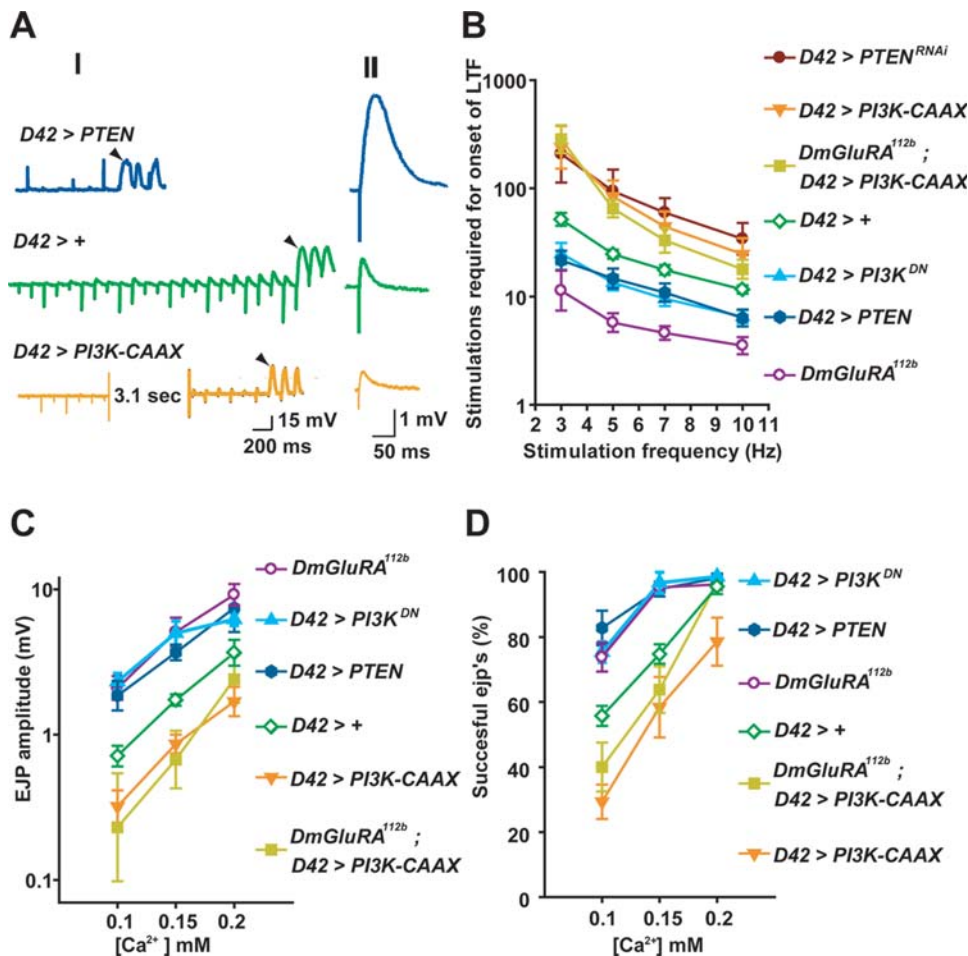 A
I
II
D42 > PTEN
D42 > +
D42 > PI3K-CAAX
3.1 sec
15 mV
200 ms
1 mV
50 ms
B
Stimulations required for onset of LTF
1000
100
10
1
2 3 4 5 6 7 8 9 10 11
Stimulation frequency (Hz)
D42 > PTEN^RNAi
D42 > PI3K-CAAX
DmGluRA^112b ;
D42 > PI3K-CAAX
D42 > +
D42 > PI3K^DN
D42 > PTEN
DmGluRA^112b
C
EJP amplitude (mV)
10
1
0.1
0.1 0.15 0.2
[Ca²⁺ ] mM
DmGluRA^112b
D42 > PI3K^DN
D42 > PTEN
D42 > +
D42 > PI3K-CAAX
DmGluRA^112b ;
D42 > PI3K-CAAX
D
Succesful ejp's (%)
100
80
60
40
20
0
0.1 0.15 0.2
[Ca²⁺] mM
D42 > PI3K^DN
D42 > PTEN
DmGluRA^112b
D42 > +
DmGluRA^112b ;
D42 > PI3K-CAAX
D42 > PI3K-CAAX